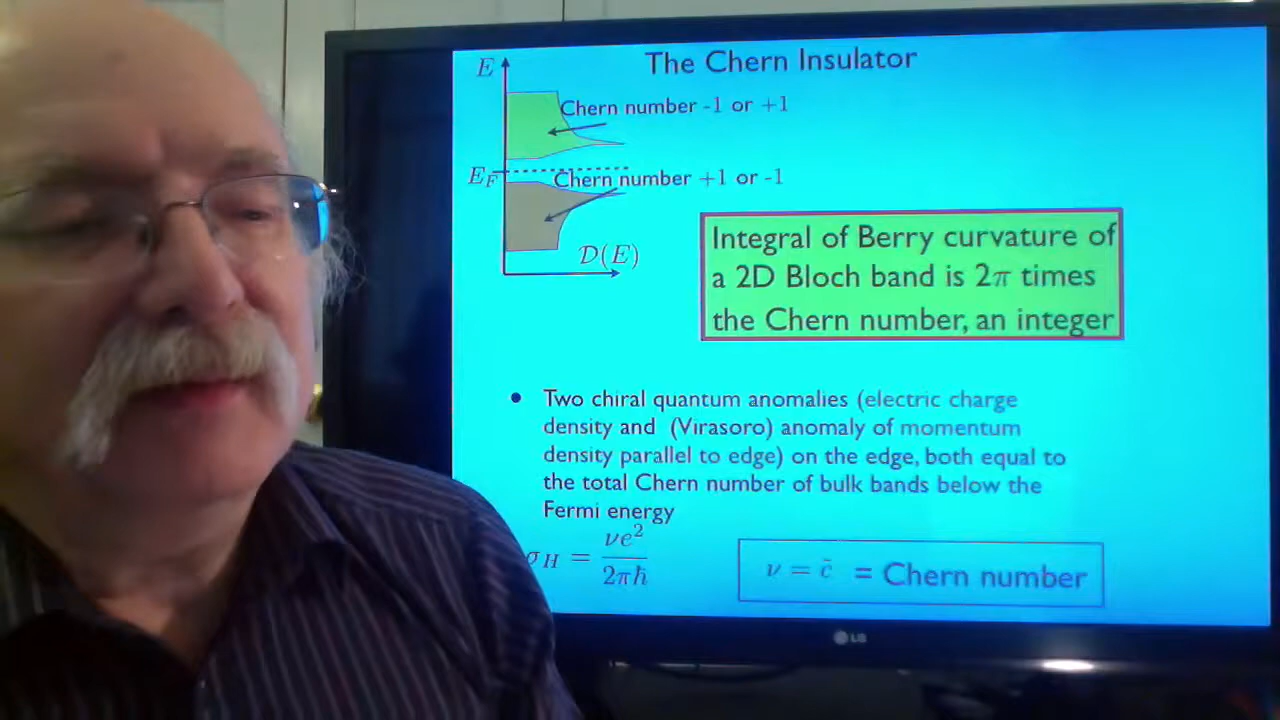 The Chern Insulator
E
Chern number -1 or +1
E_F
Chern number +1 or -1
D(E)
Integral of Berry curvature of
a 2D Bloch band is 2π times
the Chern number, an integer
• Two chiral quantum anomalies (electric charge
density and (Virasoro) anomaly of momentum
density parallel to edge) on the edge, both equal to
the total Chern number of bulk bands below the
Fermi energy
σ_H = νe²/2πħ
ν = c̃ = Chern number
LG